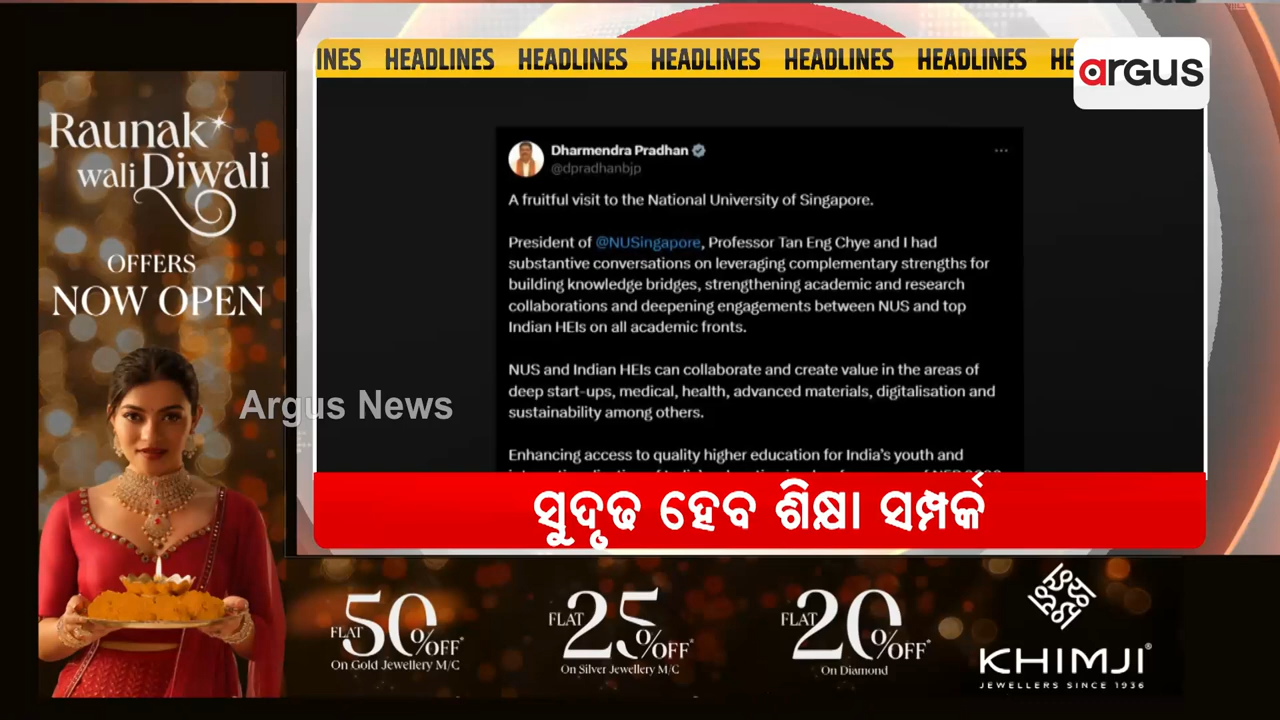 INES HEADLINES HEADLINES HEADLINES HEADLINES HEADLINES HE
argus
Raunak
wali Diwali
OFFERS
NOW OPEN
Dharmendra Pradhan
@dpradhanbjp
A fruitful visit to the National University of Singapore.
President of @NUSingapore, Professor Tan Eng Chye and I had
substantive conversations on leveraging complementary strengths for
building knowledge bridges, strengthening academic and research
collaborations and deepening engagements between NUS and top
Indian HEIs on all academic fronts.
NUS and Indian HEIs can collaborate and create value in the areas of
deep start-ups, medical, health, advanced materials, digitalisation and
sustainability among others.
Enhancing access to quality higher education for India's youth and
Argus News
ସୁଦୃଢ ହେବ ଶିକ୍ଷା ସମ୍ପର୍କ
FLAT 50% OFF*
On Gold Jewellery M/C
FLAT 25% OFF*
On Silver Jewellery M/C
FLAT 20% OFF*
On Diamond
KHIMJI®
JEWELLERS SINCE 1936